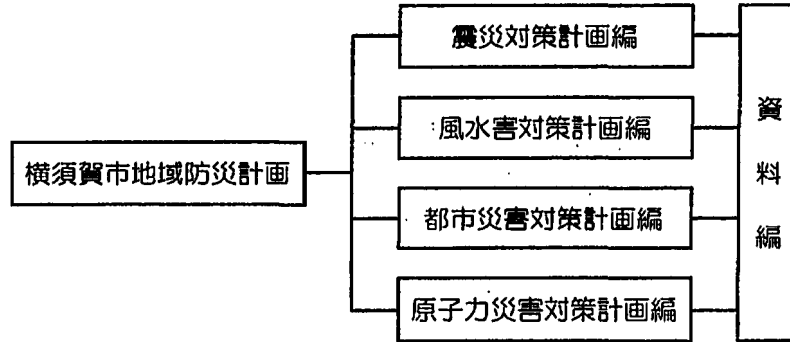 横須賀市地域防災計画
震災対策計画編
風水害対策計画編
都市災害対策計画編
原子力災害対策計画編
資料編